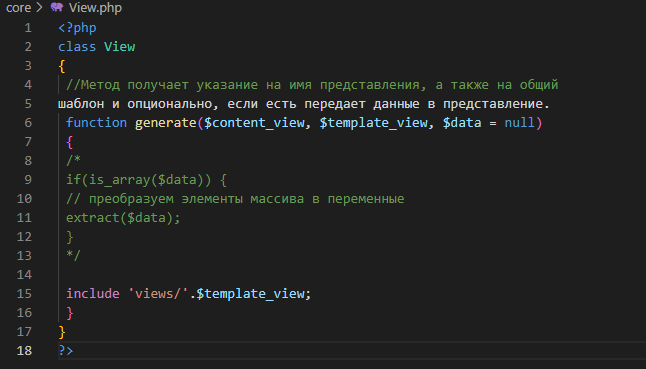 core > View.php
1 <?php
2 class View
3 {
4 //Метод получает указание на имя представления, а также на общий
5 шаблон и опционально, если есть передает данные в представление.
6 function generate($content_view, $template_view, $data = null)
7 {
8 /*
9 if(is_array($data)) {
10 // преобразуем элементы массива в переменные
11 extract($data);
12 }
13 */
14
15 include 'views/'.$template_view;
16 }
17 }
18 ?>